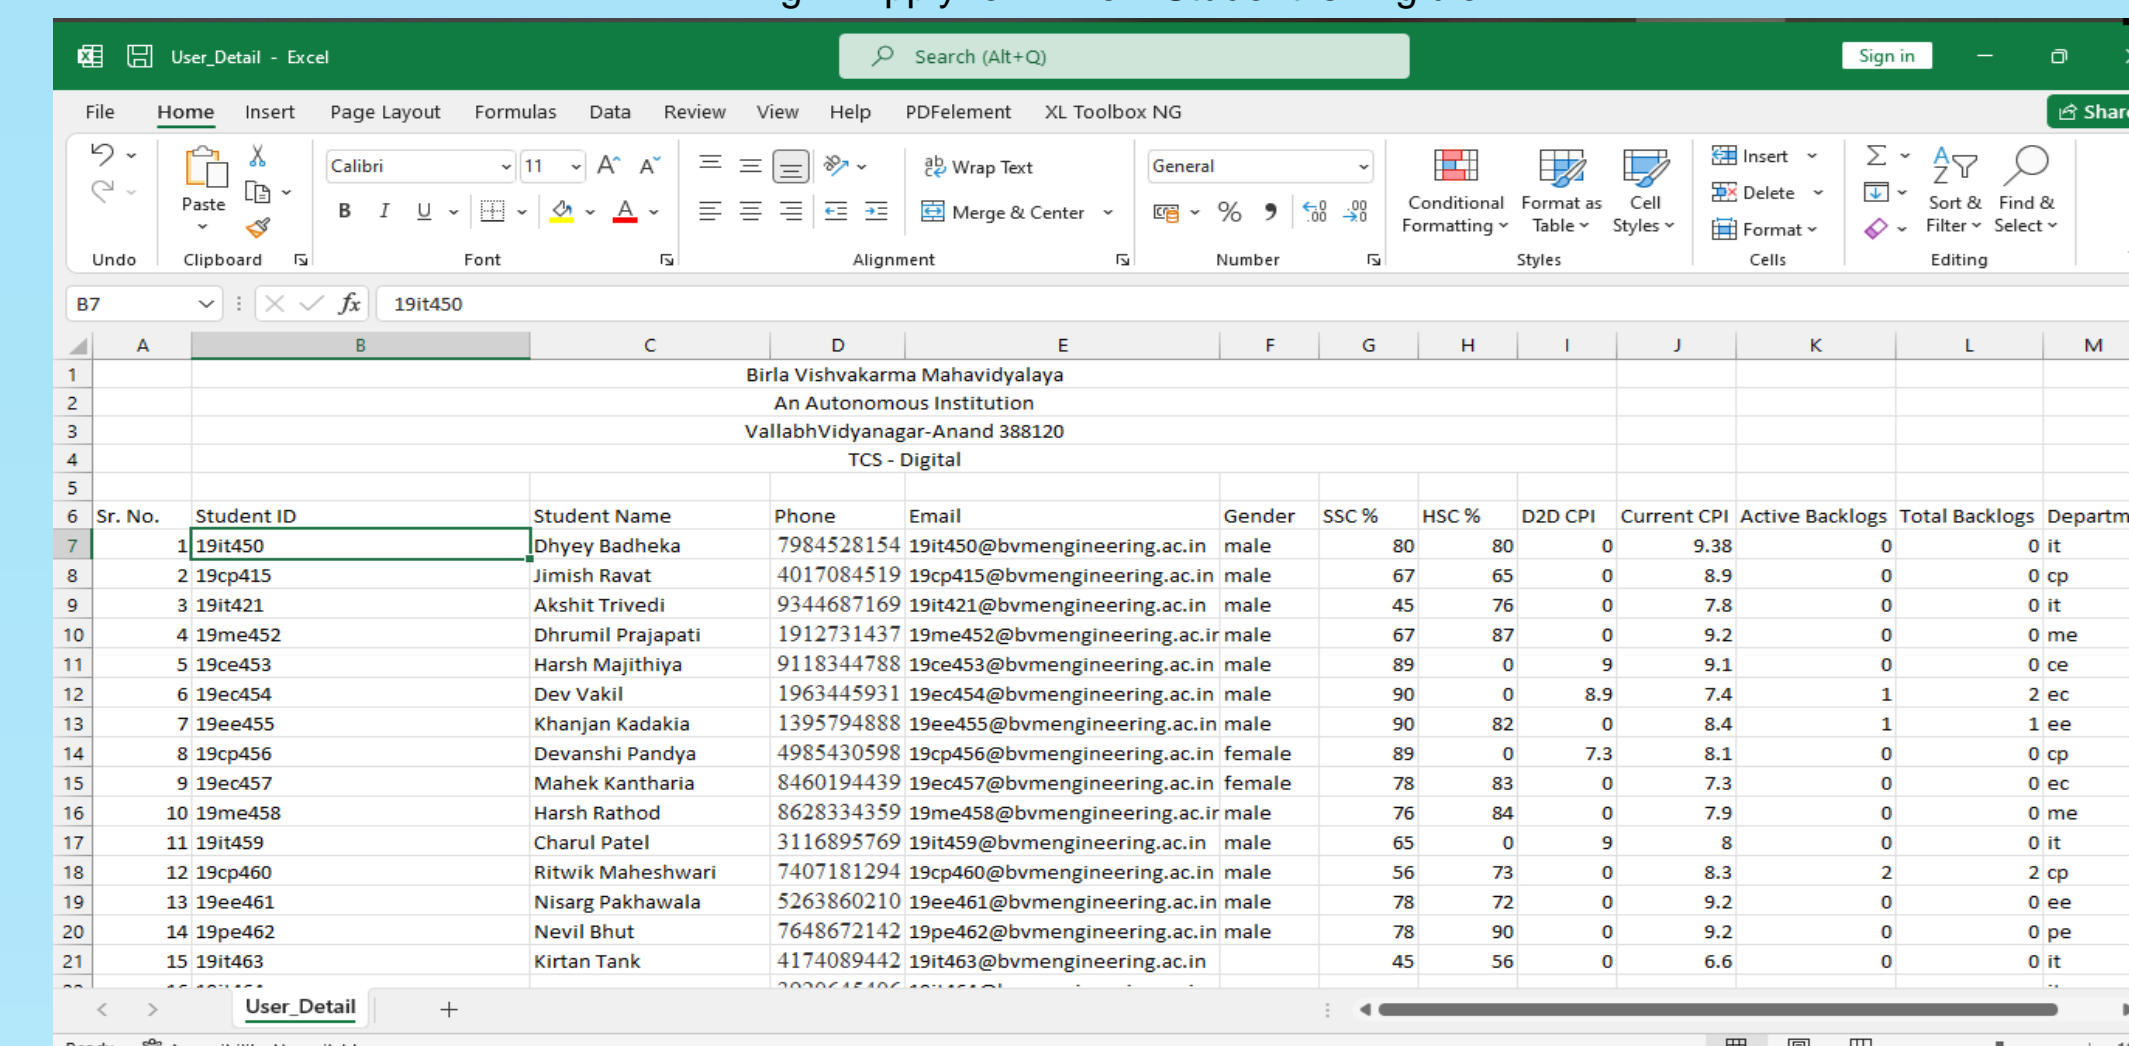 User_Detail - Excel
Search (Alt+Q)
Sign in
File Home Insert Page Layout Formulas Data Review View Help PDFelement XL Toolbox NG
Calibri 11 A A ab Wrap Text General Insert Σ A Z
Paste B I U A Merge & Center % Conditional Formatting Format as Table Cell Styles Delete Format Sort & Filter Find & Select
Undo Clipboard Font Alignment Number Styles Cells Editing
B7 fx 19it450
A B C D E F G H I J K L M
1 Birla Vishvakarma Mahavidyalaya
2 An Autonomous Institution
3 VallabhVidyanagar-Anand 388120
4 TCS - Digital
5
6 Sr. No. Student ID Student Name Phone Email Gender SSC % HSC % D2D CPI Current CPI Active Backlogs Total Backlogs Departm
7 1 19it450 Dhyey Badheka 7984528154 19it450@bvmengineering.ac.in male 80 80 0 9.38 0 0 it
8 2 19cp415 Jimish Ravat 4017084519 19cp415@bvmengineering.ac.in male 67 65 0 8.9 0 0 cp
9 3 19it421 Akshit Trivedi 9344687169 19it421@bvmengineering.ac.in male 45 76 0 7.8 0 0 it
10 4 19me452 Dhrumil Prajapati 1912731437 19me452@bvmengineering.ac.ir male 67 87 0 9.2 0 0 me
11 5 19ce453 Harsh Majithiya 9118344788 19ce453@bvmengineering.ac.in male 89 0 9 9.1 0 0 ce
12 6 19ec454 Dev Vakil 1963445931 19ec454@bvmengineering.ac.in male 90 0 8.9 7.4 1 2 ec
13 7 19ee455 Khanjan Kadakia 1395794888 19ee455@bvmengineering.ac.in male 90 82 0 8.4 1 1 ee
14 8 19cp456 Devanshi Pandya 4985430598 19cp456@bvmengineering.ac.in female 89 0 7.3 8.1 0 0 cp
15 9 19ec457 Mahek Kantharia 8460194439 19ec457@bvmengineering.ac.in female 78 83 0 7.3 0 0 ec
16 10 19me458 Harsh Rathod 8628334359 19me458@bvmengineering.ac.ir male 76 84 0 7.9 0 0 me
17 11 19it459 Charul Patel 3116895769 19it459@bvmengineering.ac.in male 65 0 9 8 0 0 it
18 12 19cp460 Ritwik Maheshwari 7407181294 19cp460@bvmengineering.ac.in male 56 73 0 8.3 2 2 cp
19 13 19ee461 Nisarg Pakhawala 5263860210 19ee461@bvmengineering.ac.in male 78 72 0 9.2 0 0 ee
20 14 19pe462 Nevil Bhut 7648672142 19pe462@bvmengineering.ac.in male 78 90 0 9.2 0 0 pe
21 15 19it463 Kirtan Tank 4174089442 19it463@bvmengineering.ac.in 45 56 0 6.6 0 0 it
User_Detail